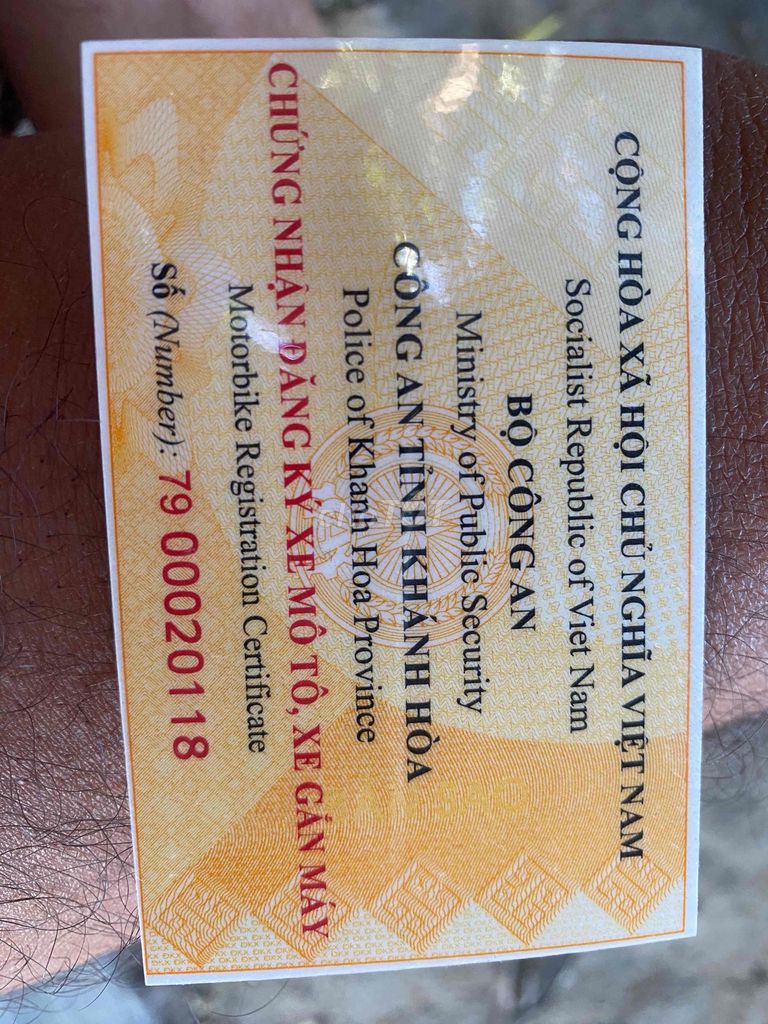 CỘNG HÒA XÃ HỘI CHỦ NGHĨA VIỆT NAM
Socialist Republic of Viet Nam
BỘ CÔNG AN
Ministry of Public Security
CÔNG AN TỈNH KHÁNH HÒA
Police of Khanh Hoa Province
CHỨNG NHẬN ĐĂNG KÝ XE MÔ TÔ, XE GẮN MÁY
Motorbike Registration Certificate
Số (Number): 79 00020118